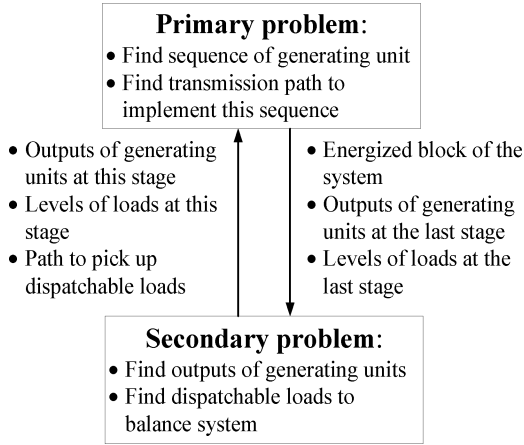 Primary problem:
• Find sequence of generating unit
• Find transmission path to
implement this sequence
• Outputs of generating
units at this stage
• Levels of loads at this
stage
• Path to pick up
dispatchable loads
• Energized block of the
system
• Outputs of generating
units at the last stage
• Levels of loads at the
last stage
Secondary problem:
• Find outputs of generating units
• Find dispatchable loads to
balance system